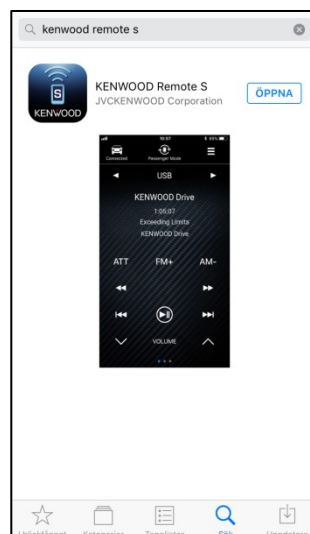 kenwood remote s
S
KENWOOD
KENWOOD Remote S
JVCKENWOOD Corporation
ÖPPNA
10:57
Connected
Passenger Mode
USB
KENWOOD Drive
1:05:07
Exceeding Limits
KENWOOD Drive
ATT FM+ AM-
VOLUME
Kategorier Topplistor Sök